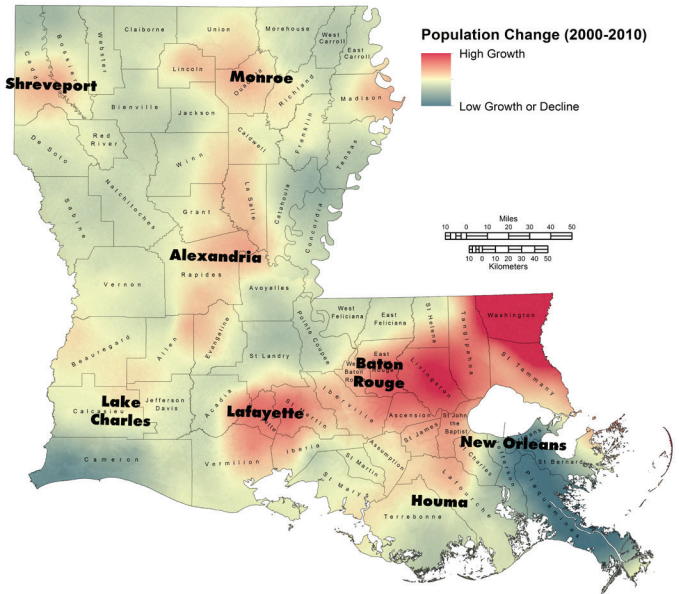 Population Change (2000-2010)
High Growth
Low Growth or Decline
Miles
10 0 10 20 30 40 50
10 0 10 20 30 40 50
Kilometers
Claiborne
Union
Morehouse
West
Carroll
East
Carroll
Webster
Bossier
Caddo
Shreveport
Lincoln
Monroe
Ouachita
Richland
Madison
Bienville
Jackson
Franklin
Caldwell
Tensas
De Soto
Red
River
Winn
Sabine
Natchitoches
Grant
La Salle
Catahoula
Concordia
Alexandria
Rapides
Vernon
Avoyelles
West
Feliciana
East
Feliciana
St Helena
Tangipahoa
Washington
Beauregard
Allen
Evangeline
St Landry
Pointe Coupee
Baton
Rouge
West
Baton
East
Livingston
St Tammany
Lake
Charles
Calcasieu
Jefferson
Davis
Acadia
Lafayette
St Martin
Iberville
Ascension
St John
the
Baptist
St James
New Orleans
St Bernard
Cameron
Vermilion
Iberia
Assumption
St Martin
St Mary
Charles
Lafourche
Plaquemines
Houma
Terrebonne